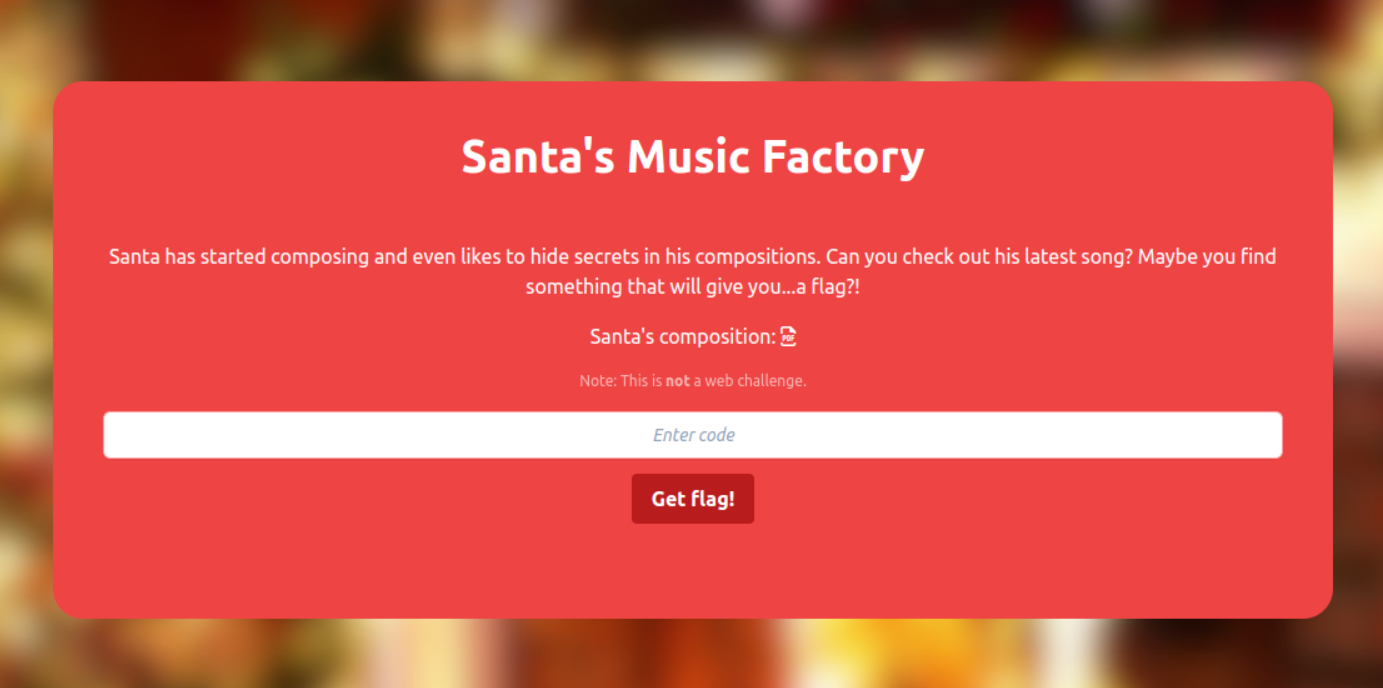 Santa's Music Factory
Santa has started composing and even likes to hide secrets in his compositions. Can you check out his latest song? Maybe you find
something that will give you...a flag?!
Santa's composition: PDF
Note: This is not a web challenge.
Enter code
Get flag!